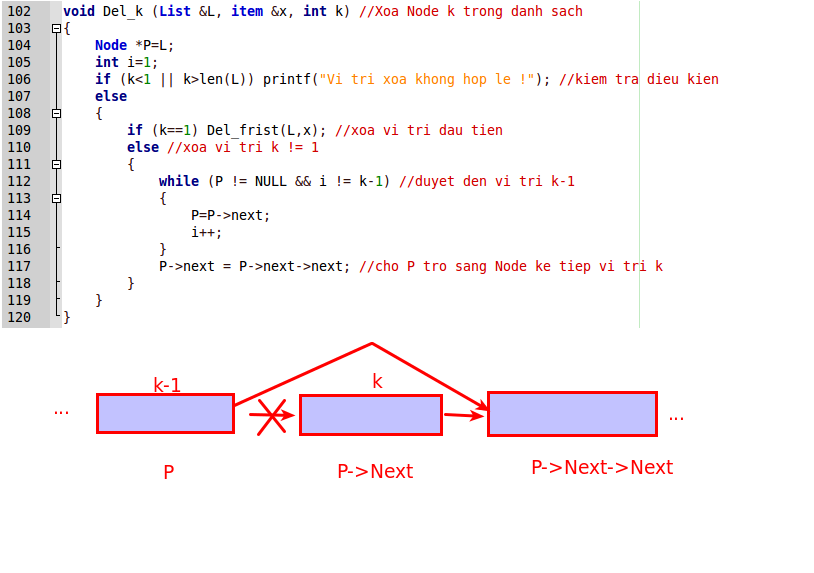 102 void Del_k (List &L, item &x, int k) //Xoa Node k trong danh sach
103 {
104 Node *P=L;
105 int i=1;
106 if (k<1 || k>len(L)) printf("Vi tri xoa khong hop le !"); //kiem tra dieu kien
107 else
108 {
109 if (k==1) Del_frist(L,x); //xoa vi tri dau tien
110 else //xoa vi tri k != 1
111 {
112 while (P != NULL && i != k-1) //duyet den vi tri k-1
113 {
114 P=P->next;
115 i++;
116 }
117 P->next = P->next->next; //cho P tro sang Node ke tiep vi tri k
118 }
119 }
120 }
k-1 k
... ...
P P->Next P->Next->Next